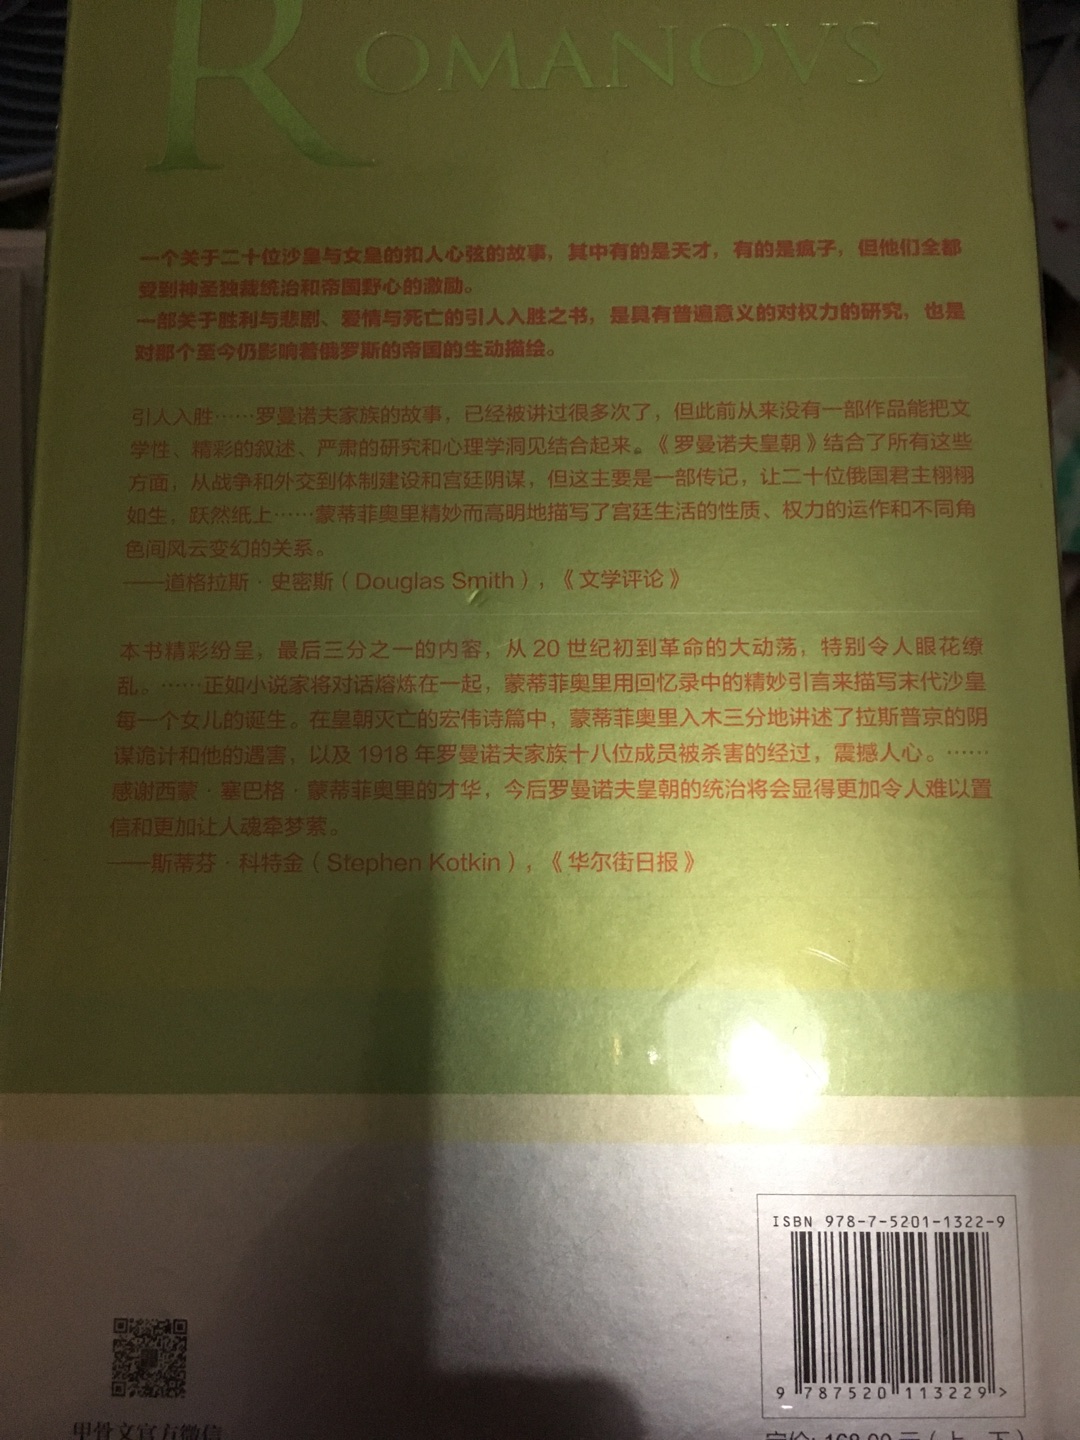 ROMANOVS
一个关于二十位沙皇与女皇的扣人心弦的故事，其中有的是天才，有的是疯子，但他们全都
受到神圣独裁统治和帝国野心的激励。
一部关于胜利与悲剧、爱情与死亡的引人入胜之书，是具有普遍意义的对权力的研究，也是
对那个至今仍影响着俄罗斯的帝国的生动描绘。
引人入胜……罗曼诺夫家族的故事，已经被讲过很多次了，但此前从来没有一部作品能把文
学性、精彩的叙述、严肃的研究和心理学洞见结合起来。《罗曼诺夫皇朝》结合了所有这些
方面，从战争和外交到体制建设和宫廷阴谋，但这主要是一部传记，让二十位俄国君主栩栩
如生，跃然纸上……蒙蒂菲奥里精妙而高明地描写了宫廷生活的性质、权力的运作和不同角
色间风云变幻的关系。
——道格拉斯·史密斯（Douglas Smith），《文学评论》
本书精彩纷呈，最后三分之一的内容，从 20 世纪初到革命的大动荡，特别令人眼花缭
乱。……正如小说家将对话熔炼在一起，蒙蒂菲奥里用回忆录中的精妙引言来描写末代沙皇
每一个女儿的诞生。在皇朝灭亡的宏伟诗篇中，蒙蒂菲奥里入木三分地讲述了拉斯普京的阴
谋诡计和他的遇害，以及 1918 年罗曼诺夫家族十八位成员被杀害的经过，震撼人心。……
感谢西蒙·塞巴格·蒙蒂菲奥里的才华，今后罗曼诺夫皇朝的统治将会显得更加令人难以置
信和更加让人魂牵梦萦。
——斯蒂芬·科特金（Stephen Kotkin），《华尔街日报》
ISBN 978-7-5201-1322-9
9 787520 113229 >
甲骨文官方微信
定价: 168.00 元（上、下）